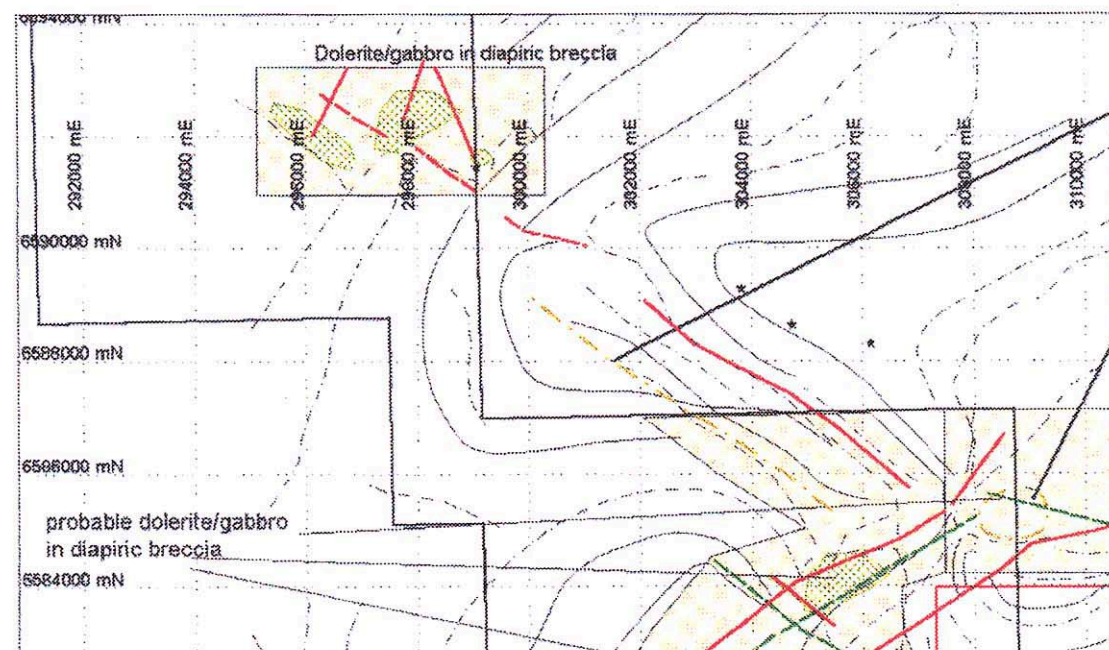 6594000 mN
Dolerite/gabbro in diapiric breccia
292000 mE
294000 mE
296000 mE
298000 mE
300000 mE
302000 mE
304000 mE
306000 mE
308000 mE
310000 mE
6590000 mN
6588000 mN
6586000 mN
probable dolerite/gabbro
in diapiric breccia
6584000 mN